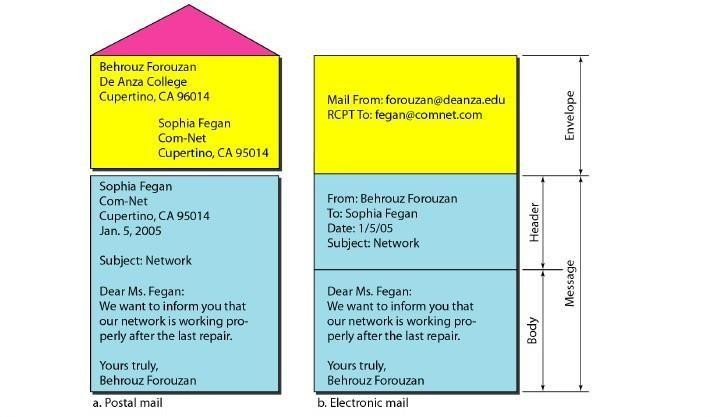 Behrouz Forouzan
De Anza College
Cupertino, CA 96014
Sophia Fegan
Com-Net
Cupertino, CA 95014
Sophia Fegan
Com-Net
Cupertino, CA 95014
Jan. 5, 2005
Subject: Network
Dear Ms. Fegan:
We want to inform you that
our network is working pro-
perly after the last repair.
Yours truly,
Behrouz Forouzan
a. Postal mail
Mail From: forouzan@deanza.edu
RCPT To: fegan@comnet.com
From: Behrouz Forouzan
To: Sophia Fegan
Date: 1/5/05
Subject: Network
Dear Ms. Fegan:
We want to inform you that
our network is working pro-
perly after the last repair.
Yours truly,
Behrouz Forouzan
b. Electronic mail
Envelope
Header
Message
Body